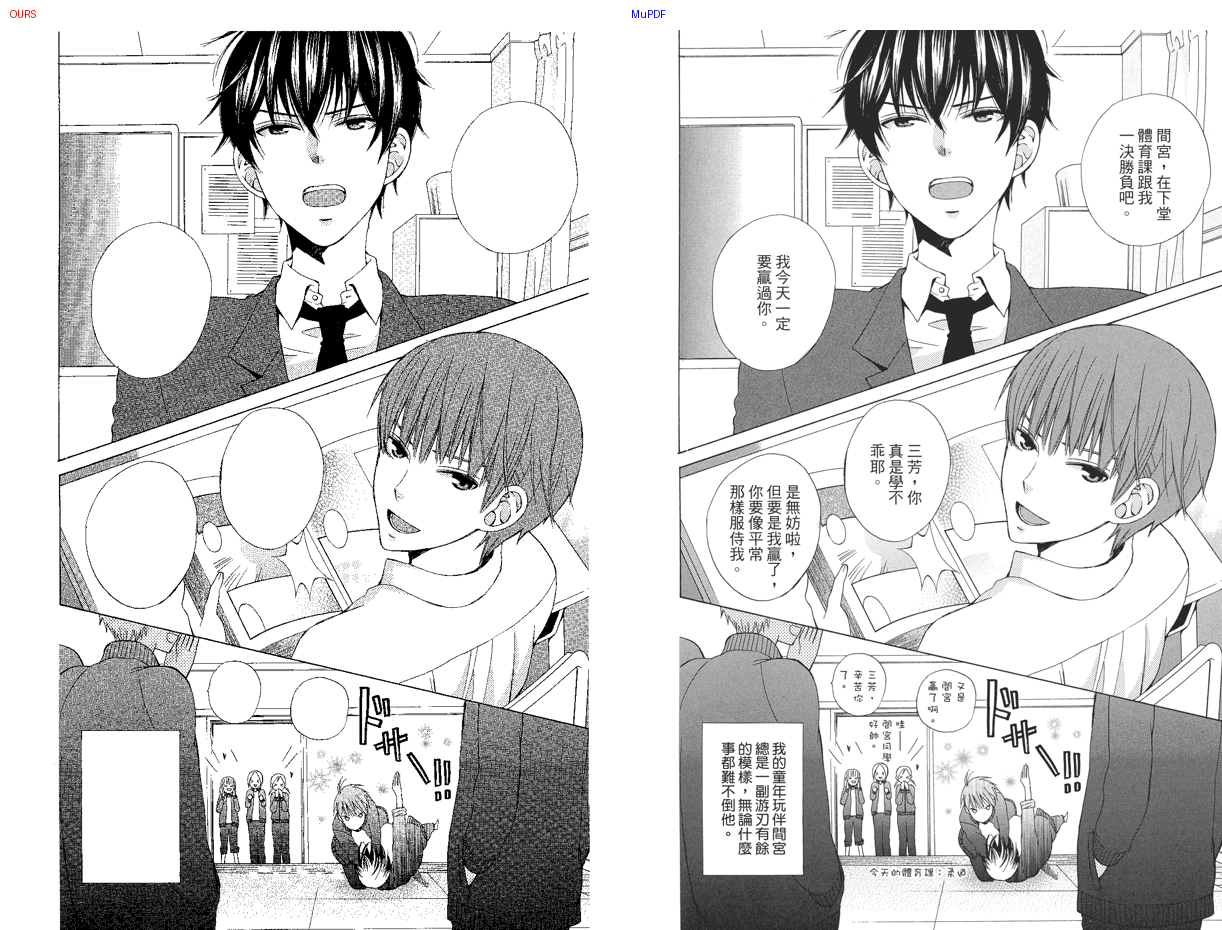 OURS
MuPDF
間宮，在下堂
體育課跟我
一決勝負吧。
我今天一定
要贏過你。
三芳，你
真是學不
乖耶。
是無妨啦，
但要是我贏了，
你要像平常
那樣服侍我。
ドサッ!!
又是
間宮
贏了啊。
三芳，
辛苦你
了。
哇——
間宮同學
好帥。
我的童年玩伴間宮
總是一副游刃有餘
的模樣，無論什麼
事都難不倒他。
ドサッ!!
今天的體育課：柔道